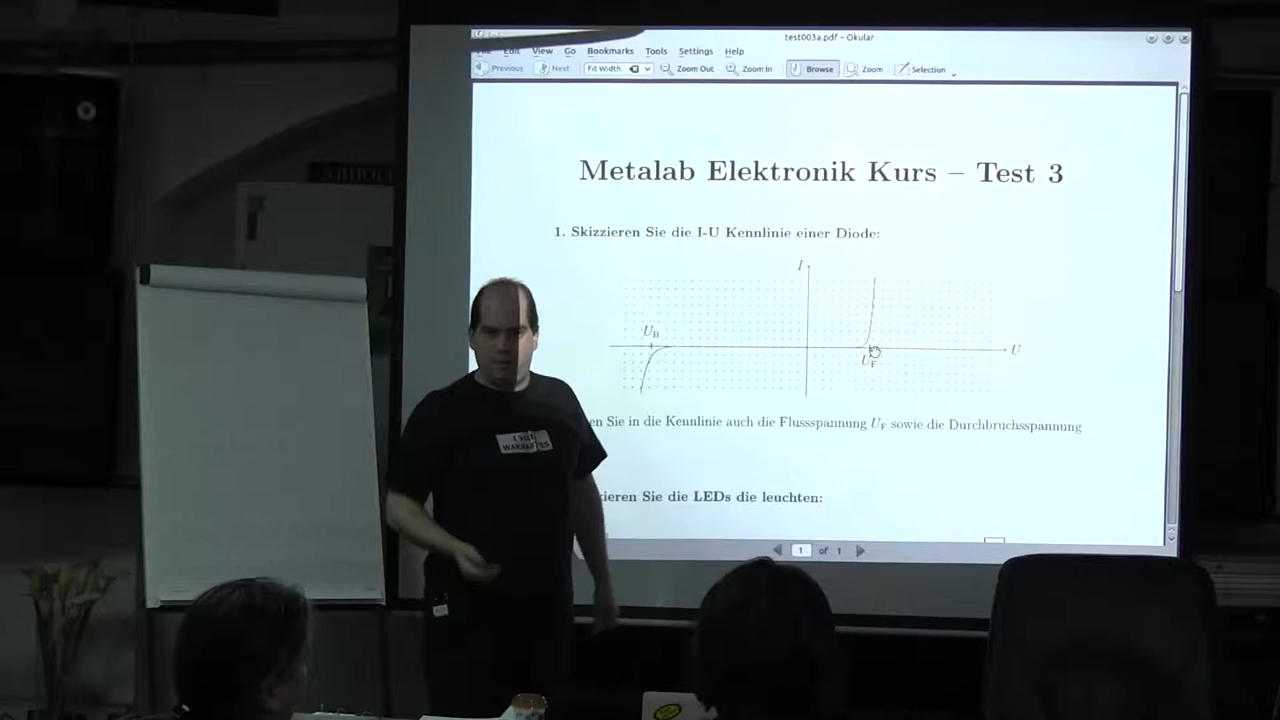 test003a.pdf – Okular
Edit View Go Bookmarks Tools Settings Help
Previous Next Fit Width Zoom Out Zoom In Browse Zoom Selection
Metalab Elektronik Kurs – Test 3
1. Skizzieren Sie die I-U Kennlinie einer Diode:
I
U_B
U
U_F
en Sie in die Kennlinie auch die Flussspannung U_F sowie die Durchbruchsspannung
ieren Sie die LEDs die leuchten:
1 of 1